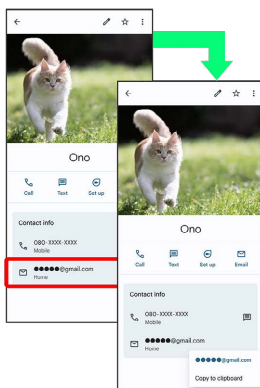 Ono
Call Text Set up
Contact info
080-XXXX-XXXX
Mobile
●●●●●@gmail.com
Home
Ono
Call Text Set up Email
Contact info
080-XXXX-XXXX
Mobile
●●●●●@gmail.com
Home
●●●●●@gmail.com
Copy to clipboard